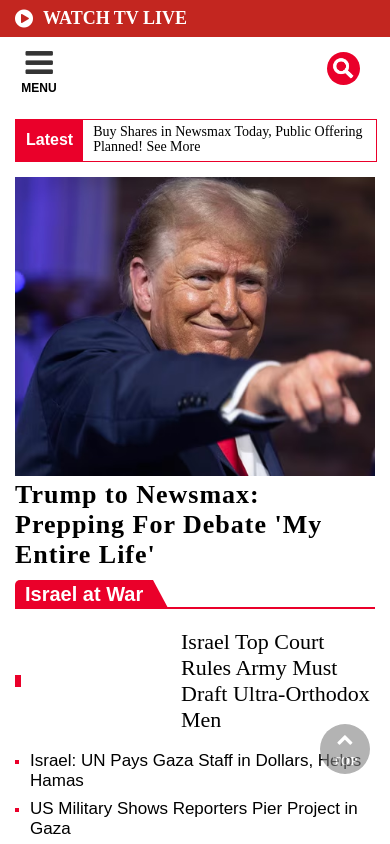 WATCH TV LIVE
MENU
Latest
Buy Shares in Newsmax Today, Public Offering
Planned! See More
Trump to Newsmax:
Prepping For Debate 'My
Entire Life'
Israel at War
Israel Top Court
Rules Army Must
Draft Ultra-Orthodox
Men
Israel: UN Pays Gaza Staff in Dollars, Helps
Hamas
US Military Shows Reporters Pier Project in
Gaza